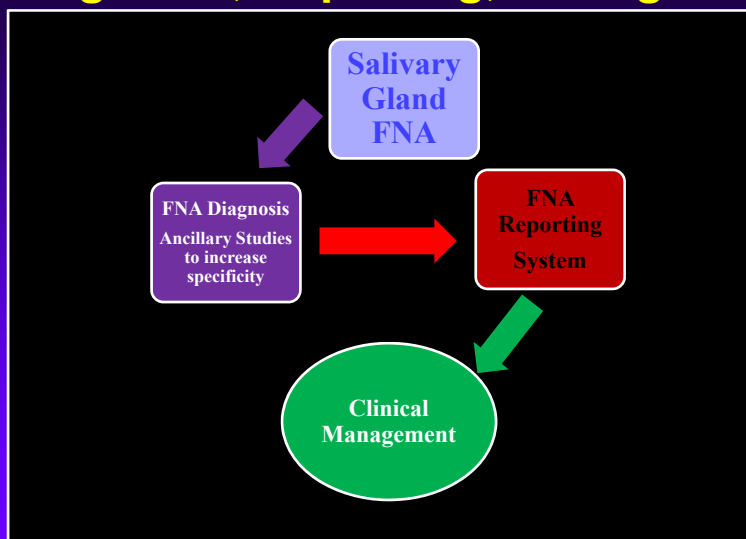 Salivary
Gland
FNA
FNA Diagnosis
Ancillary Studies
to increase
specificity
FNA
Reporting
System
Clinical
Management